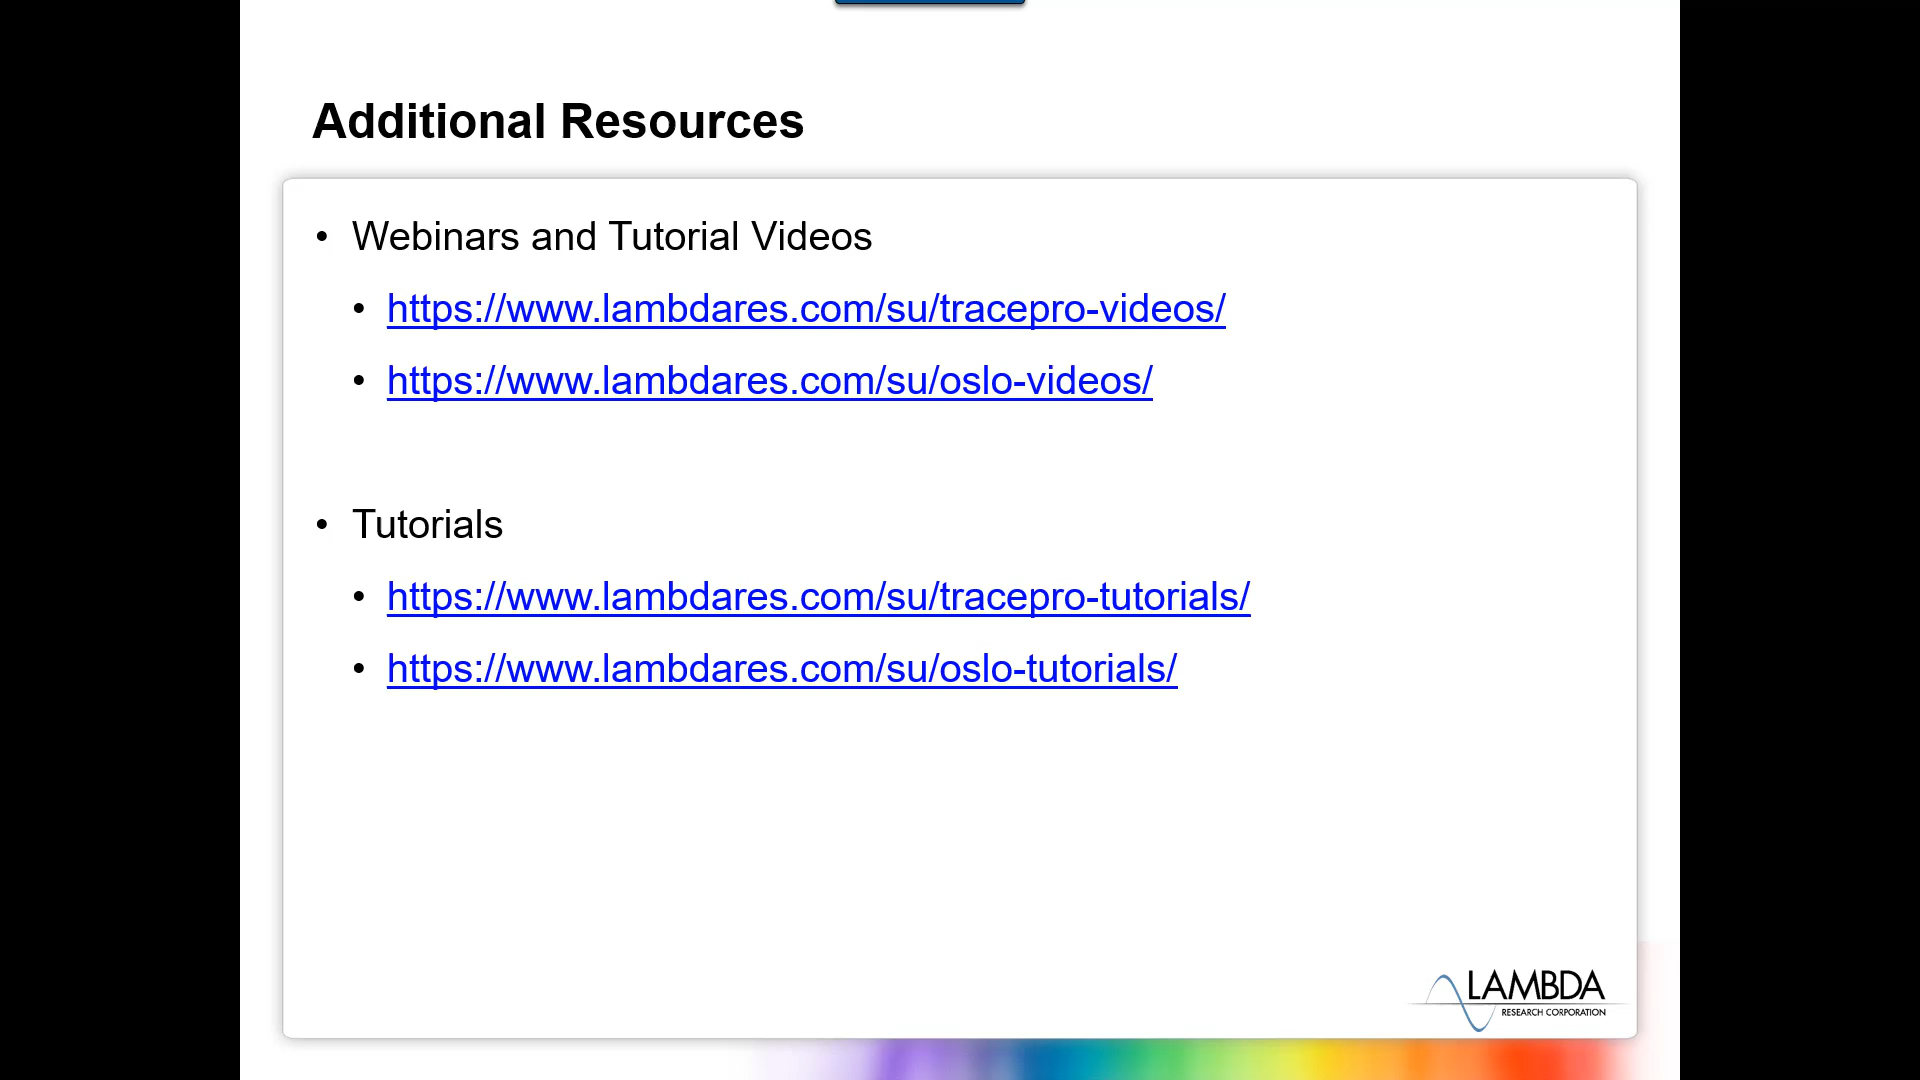 Additional Resources
• Webinars and Tutorial Videos
• https://www.lambdares.com/su/tracepro-videos/
• https://www.lambdares.com/su/oslo-videos/
• Tutorials
• https://www.lambdares.com/su/tracepro-tutorials/
• https://www.lambdares.com/su/oslo-tutorials/
LAMBDA
RESEARCH CORPORATION